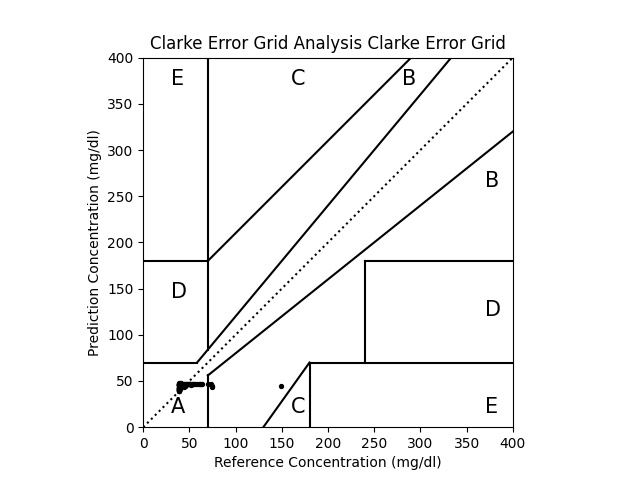 Clarke Error Grid Analysis Clarke Error Grid
400
E
C
B
350
300
B
250
200
D
150
D
100
50
A
C
E
0
0
50
100
150
200
250
300
350
400
Prediction Concentration (mg/dl)
Reference Concentration (mg/dl)